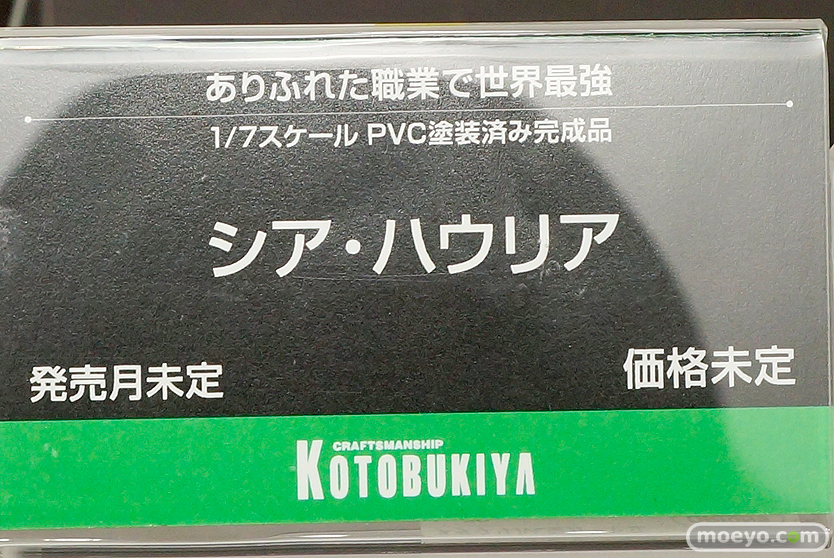 ありふれた職業で世界最強
1/7スケール PVC塗装済み完成品
シア・ハウリア
発売月未定
価格未定
CRAFTSMANSHIP
KOTOBUKIYA
moeyo.com